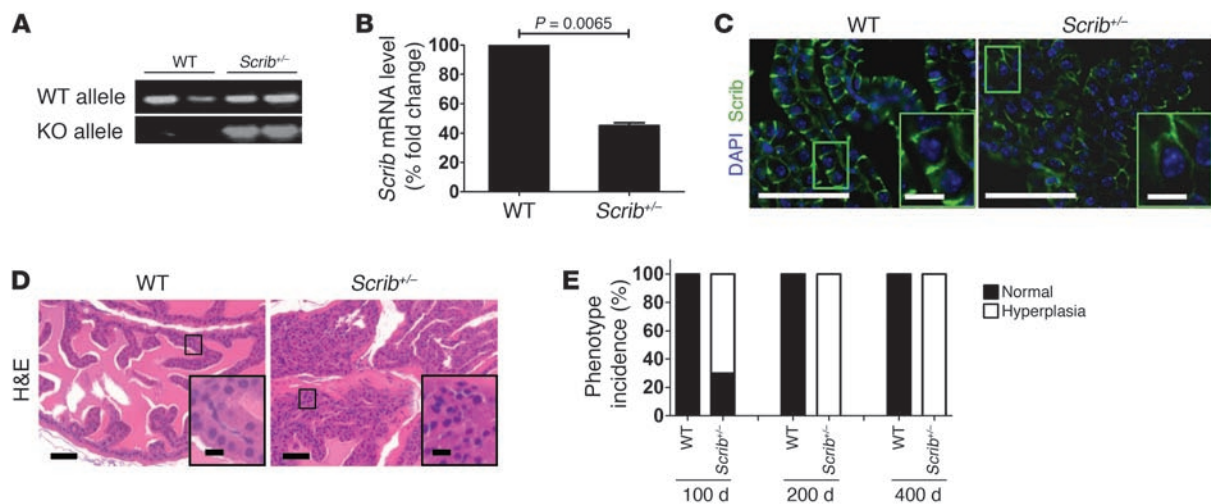 A
WT Scrib+/–
WT allele
KO allele
B
P = 0.0065
Scrib mRNA level
(% fold change)
100
80
60
40
20
0
WT Scrib+/–
C
WT Scrib+/–
DAPI Scrib
D
WT Scrib+/–
H&E
E
Phenotype
incidence (%)
100
80
60
40
20
0
WT Scrib+/– WT Scrib+/– WT Scrib+/–
100 d 200 d 400 d
Normal
Hyperplasia